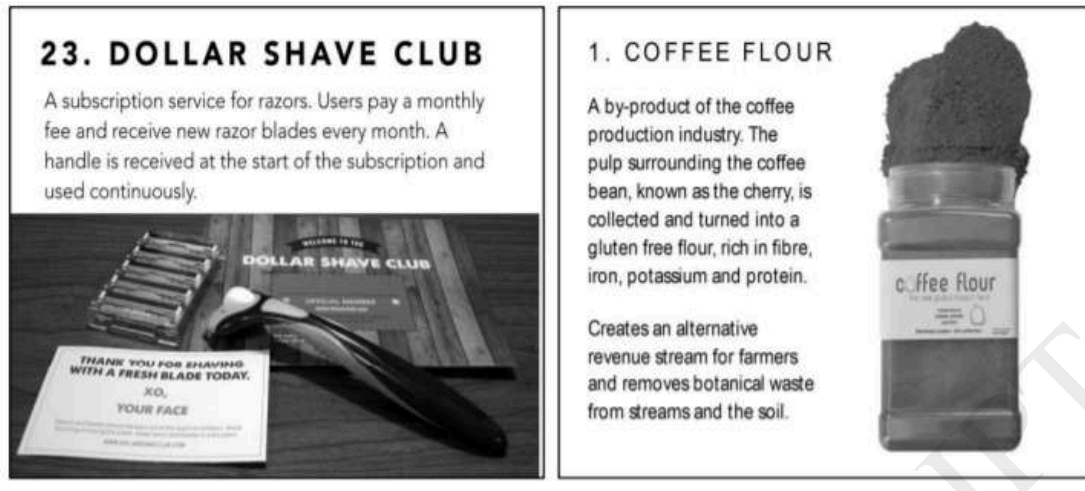 23. DOLLAR SHAVE CLUB
A subscription service for razors. Users pay a monthly
fee and receive new razor blades every month. A
handle is received at the start of the subscription and
used continuously.
WELCOME TO THE
DOLLAR SHAVE CLUB
OFFICIAL MEMBER
THANK YOU FOR SHAVING
WITH A FRESH BLADE TODAY.
XO,
YOUR FACE
1. COFFEE FLOUR
A by-product of the coffee
production industry. The
pulp surrounding the coffee
bean, known as the cherry, is
collected and turned into a
gluten free flour, rich in fibre,
iron, potassium and protein.
Creates an alternative
revenue stream for farmers
and removes botanical waste
from streams and the soil.
coffee flour